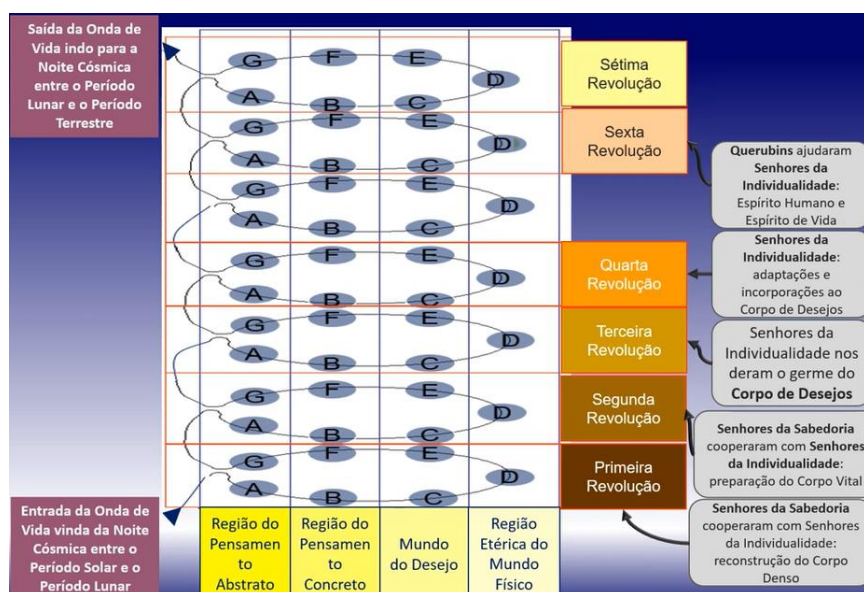 Saída da Onda de
Vida indo para a
Noite Cósmica
entre o Período
Lunar e o Período
Terrestre
G F E
D
A B C
G F E
D
A B C
G F E
D
A B C
G F E
D
A B C
G F E
D
A B C
G F E
D
A B C
G F E
D
A B C
Sétima
Revolução
Sexta
Revolução
Quarta
Revolução
Terceira
Revolução
Segunda
Revolução
Primeira
Revolução
Querubins ajudaram
Senhores da
Individualidade:
Espírito Humano e
Espírito de Vida
Senhores da
Individualidade:
adaptações e
incorporações ao
Corpo de Desejos
Senhores da
Individualidade nos
deram o germe do
Corpo de Desejos
Senhores da Sabedoria
cooperaram com Senhores
da Individualidade:
preparação do Corpo Vital
Senhores da Sabedoria
cooperaram com Senhores
da Individualidade:
reconstrução do Corpo
Denso
Entrada da Onda de
Vida vinda da Noite
Cósmica entre o
Período Solar e o
Período Lunar
Região do
Pensamen
to
Abstrato
Região do
Pensamen
to
Concreto
Mundo
do Desejo
Região
Etérica do
Mundo
Físico